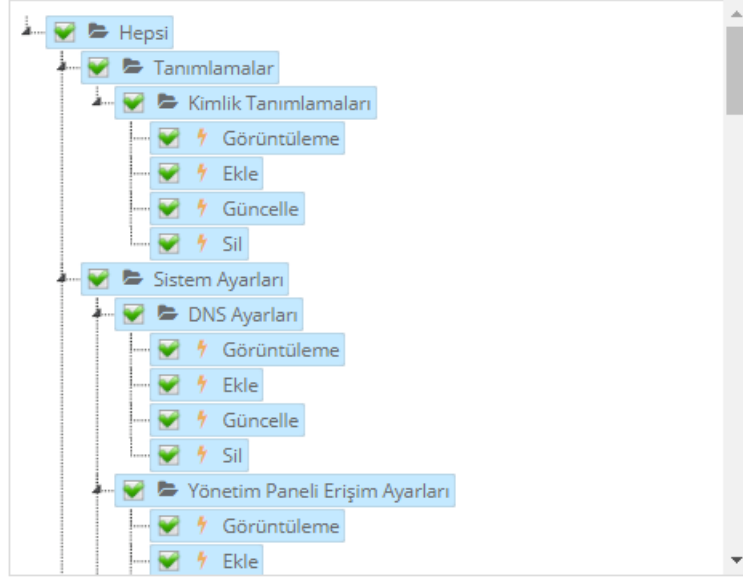 Hepsi
Tanımlamalar
Kimlik Tanımlamaları
Görüntüleme
Ekle
Güncelle
Sil
Sistem Ayarları
DNS Ayarları
Görüntüleme
Ekle
Güncelle
Sil
Yönetim Paneli Erişim Ayarları
Görüntüleme
Ekle